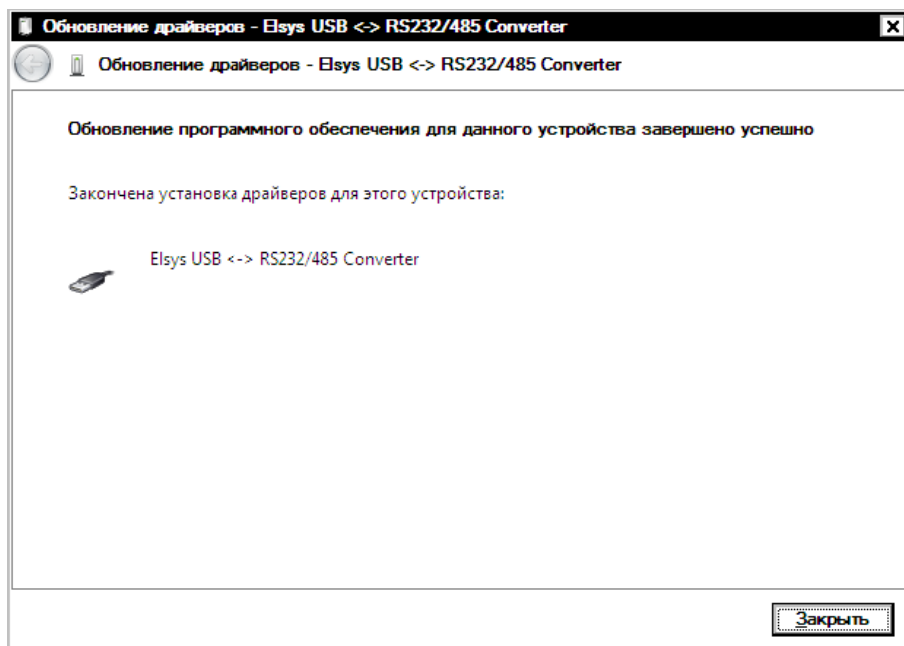 Обновление драйверов - Elsys USB <-> RS232/485 Converter
Обновление драйверов - Elsys USB <-> RS232/485 Converter
Обновление программного обеспечения для данного устройства завершено успешно
Закончена установка драйверов для этого устройства:
Elsys USB <-> RS232/485 Converter
Закрыть